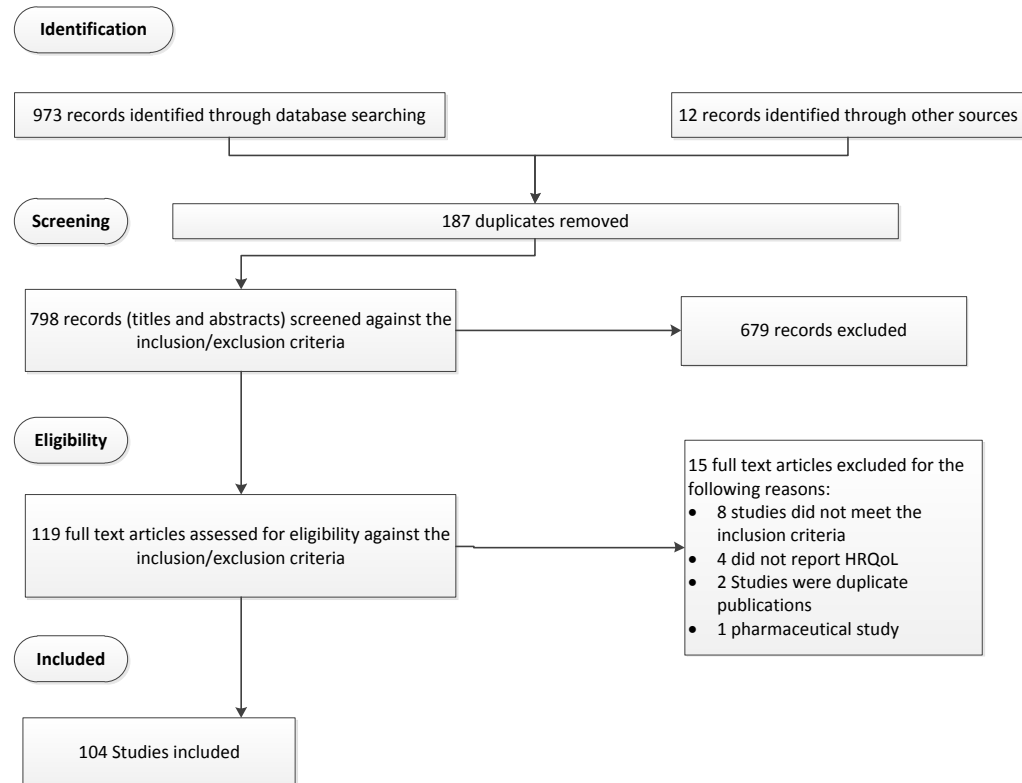 Identification
973 records identified through database searching
12 records identified through other sources
Screening
187 duplicates removed
798 records (titles and abstracts) screened against the
inclusion/exclusion criteria
679 records excluded
Eligibility
119 full text articles assessed for eligibility against the
inclusion/exclusion criteria
15 full text articles excluded for the
following reasons:
• 8 studies did not meet the
inclusion criteria
• 4 did not report HRQoL
• 2 Studies were duplicate
publications
• 1 pharmaceutical study
Included
104 Studies included